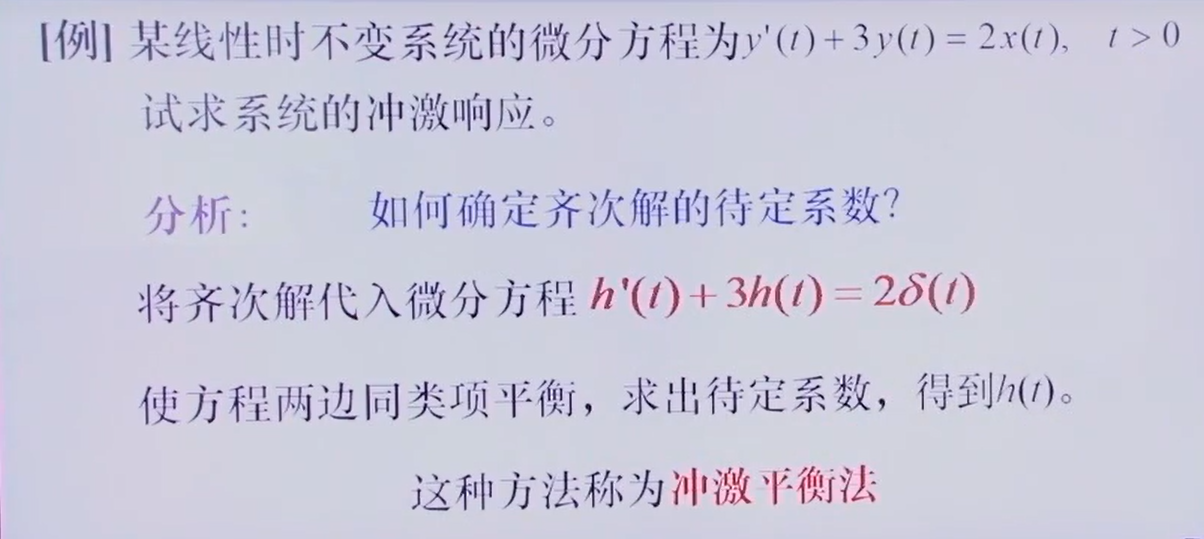 [例] 某线性时不变系统的微分方程为y'(t)+3y(t)=2x(t), t>0
试求系统的冲激响应。
分析: 如何确定齐次解的待定系数?
将齐次解代入微分方程 h'(t)+3h(t)=2δ(t)
使方程两边同类项平衡，求出待定系数，得到h(t)。
这种方法称为冲激平衡法